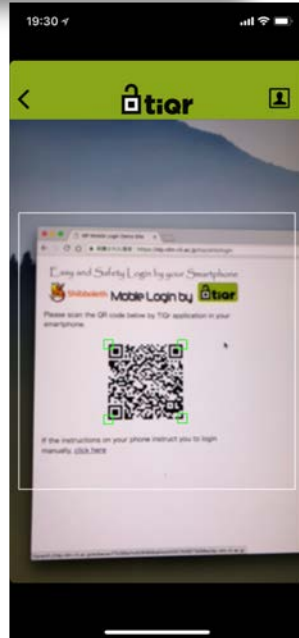 19:30
tiqr
Easy and Safety Login by your Smartphone
Shibboleth Mobile Login by tiqr
Please scan the QR code below by TiQr application in your
smartphone.
If the instructions on your phone instruct you to login
manually, click here